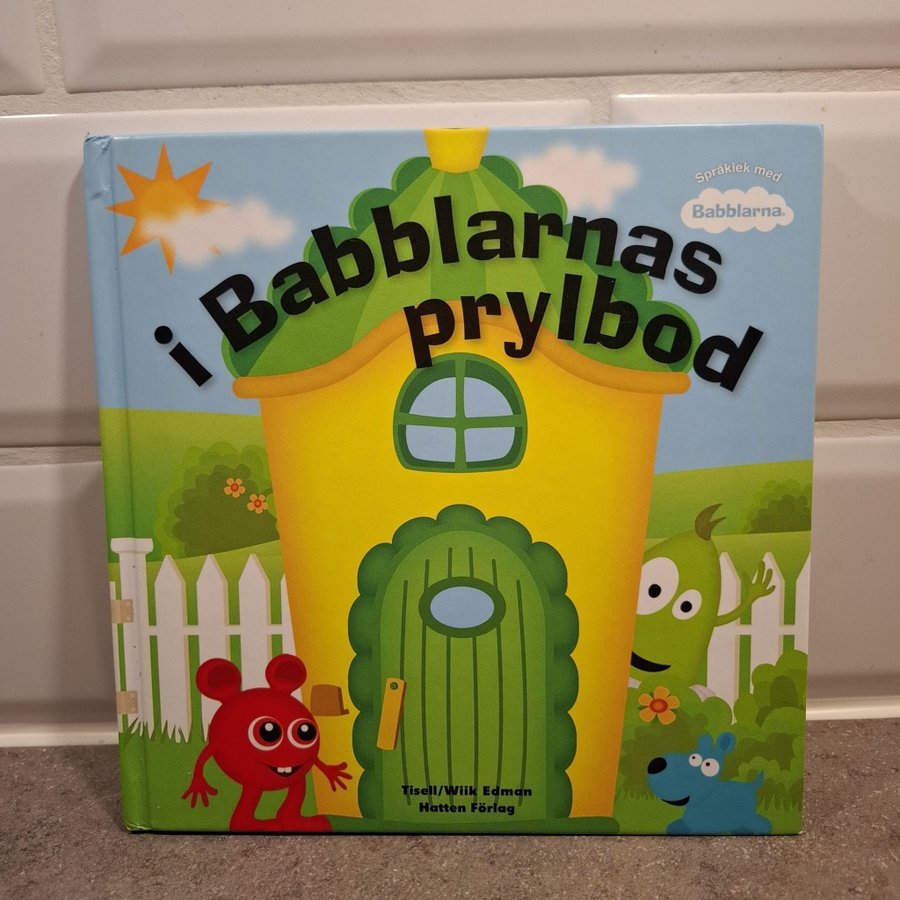 Språklek med
Babblarna®
i Babblarnas
prylbod
Tisell/Wiik Edman
Hatten Förlag